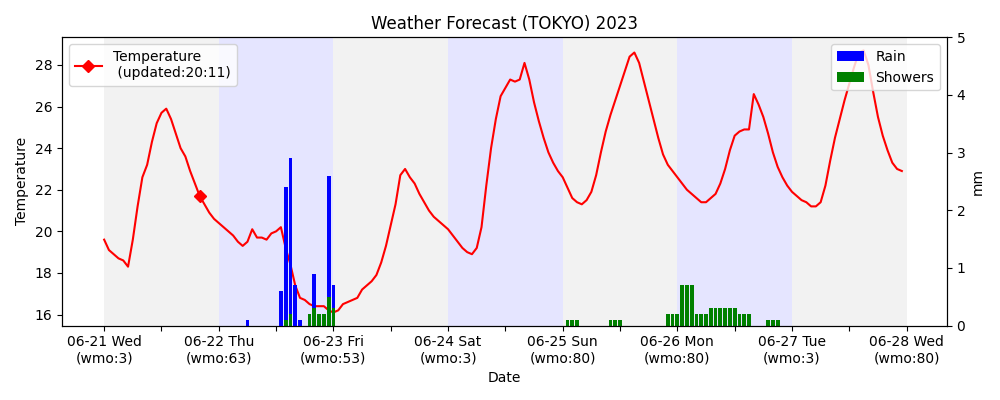 Weather Forecast (TOKYO) 2023
Temperature
(updated:20:11)
Rain
Showers
Temperature
28
26
24
22
20
18
16
5
4
3
2
1
0
mm
06-21 Wed
(wmo:3)
06-22 Thu
(wmo:63)
06-23 Fri
(wmo:53)
06-24 Sat
(wmo:3)
06-25 Sun
(wmo:80)
06-26 Mon
(wmo:80)
06-27 Tue
(wmo:3)
06-28 Wed
(wmo:80)
Date